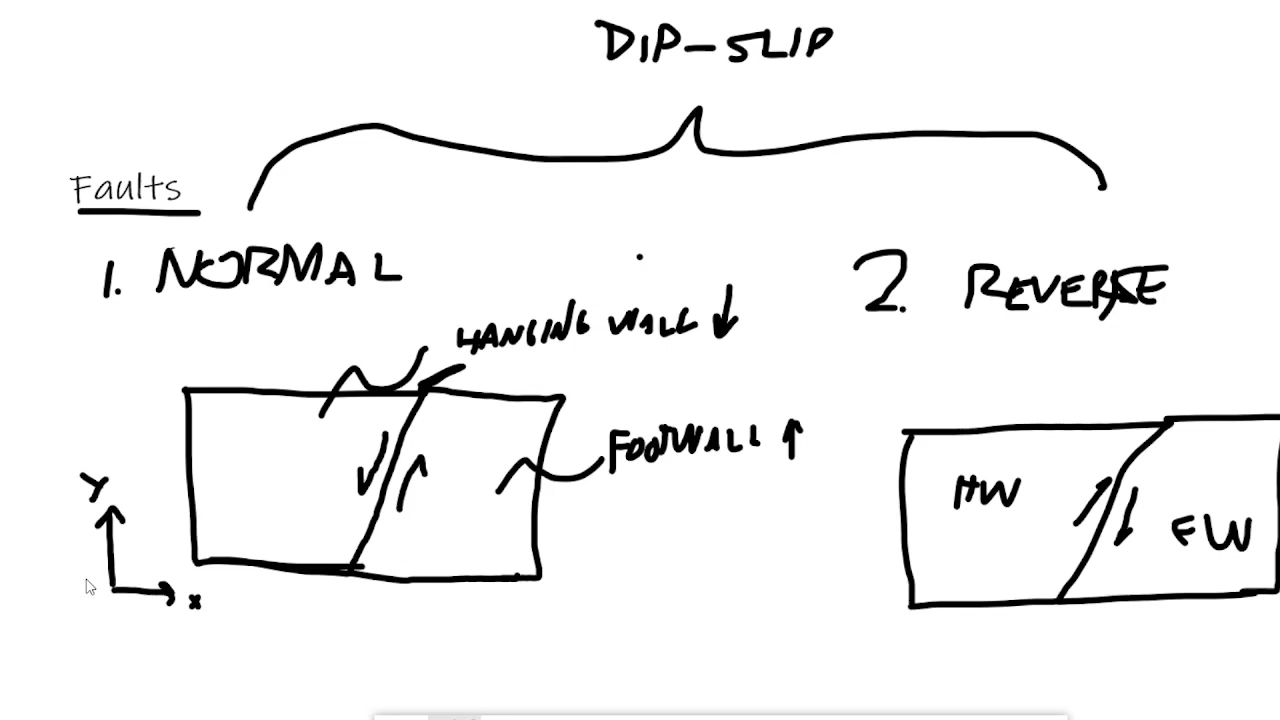 DIP-SLIP
Faults
1. NORMAL
2. REVERSE
HANGING WALL ↓
FOOTWALL ↑
Y
HW
FW
x